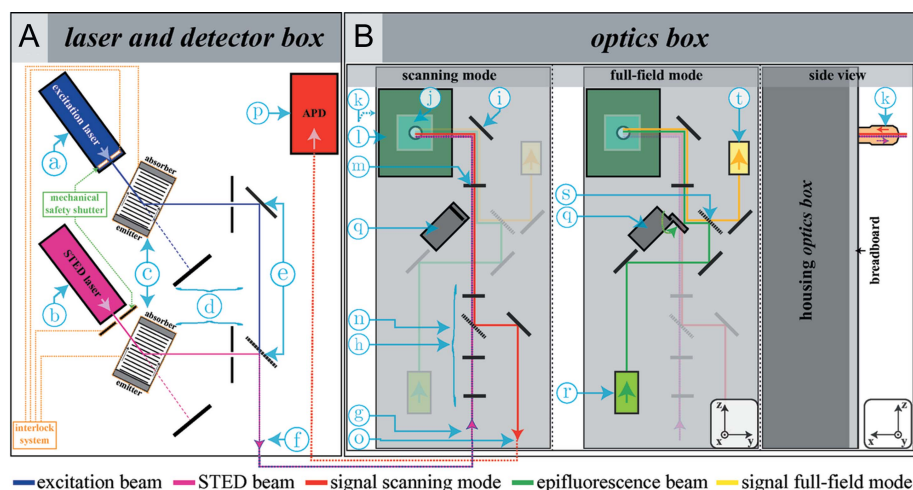 A laser and detector box
B optics box
scanning mode
full-field mode
side view
excitation laser
a
mechanical
safety shutter
absorber
emitter
c
STED laser
b
absorber
emitter
d
e
interlock
system
f
p
APD
k
j
i
l
m
q
n
h
g
o
t
s
q
r
z
x
y
k
housing optics box
breadboard
z
y
x
excitation beam
STED beam
signal scanning mode
epifluorescence beam
signal full-field mode